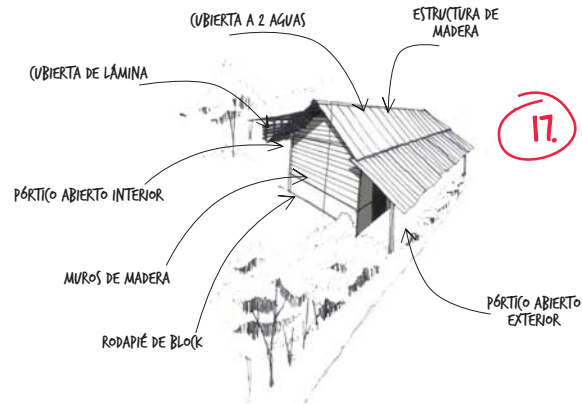 CUBIERTA A 2 AGUAS
ESTRUCTURA DE
MADERA
CUBIERTA DE LÁMINA
17.
PÓRTICO ABIERTO INTERIOR
MUROS DE MADERA
PÓRTICO ABIERTO
EXTERIOR
RODAPIÉ DE BLOCK